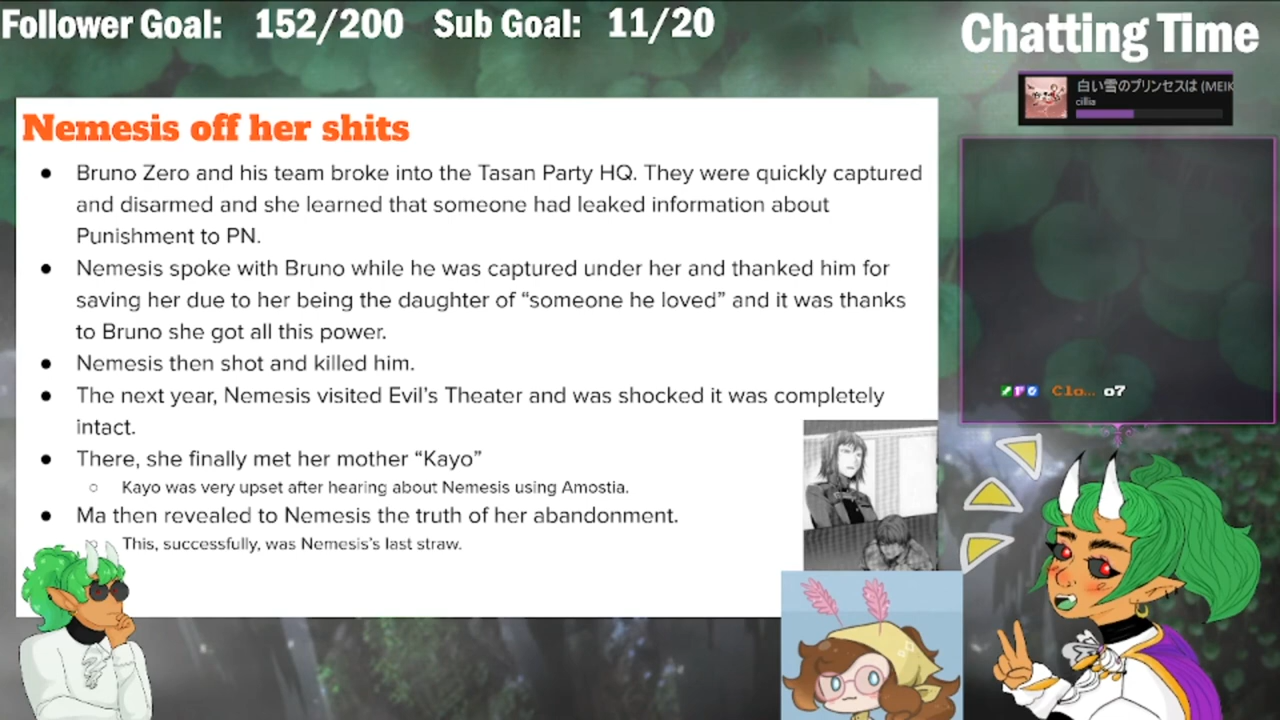 Follower Goal: 152/200 Sub Goal: 11/20
Chatting Time
白い雪のプリンセスは (MEIK
cillia
Nemesis off her shits
● Bruno Zero and his team broke into the Tasan Party HQ. They were quickly captured
and disarmed and she learned that someone had leaked information about
Punishment to PN.
● Nemesis spoke with Bruno while he was captured under her and thanked him for
saving her due to her being the daughter of “someone he loved” and it was thanks
to Bruno she got all this power.
● Nemesis then shot and killed him.
● The next year, Nemesis visited Evil’s Theater and was shocked it was completely
intact.
● There, she finally met her mother “Kayo”
○ Kayo was very upset after hearing about Nemesis using Amostia.
● Ma then revealed to Nemesis the truth of her abandonment.
○ This, successfully, was Nemesis’s last straw.
Clo... o7